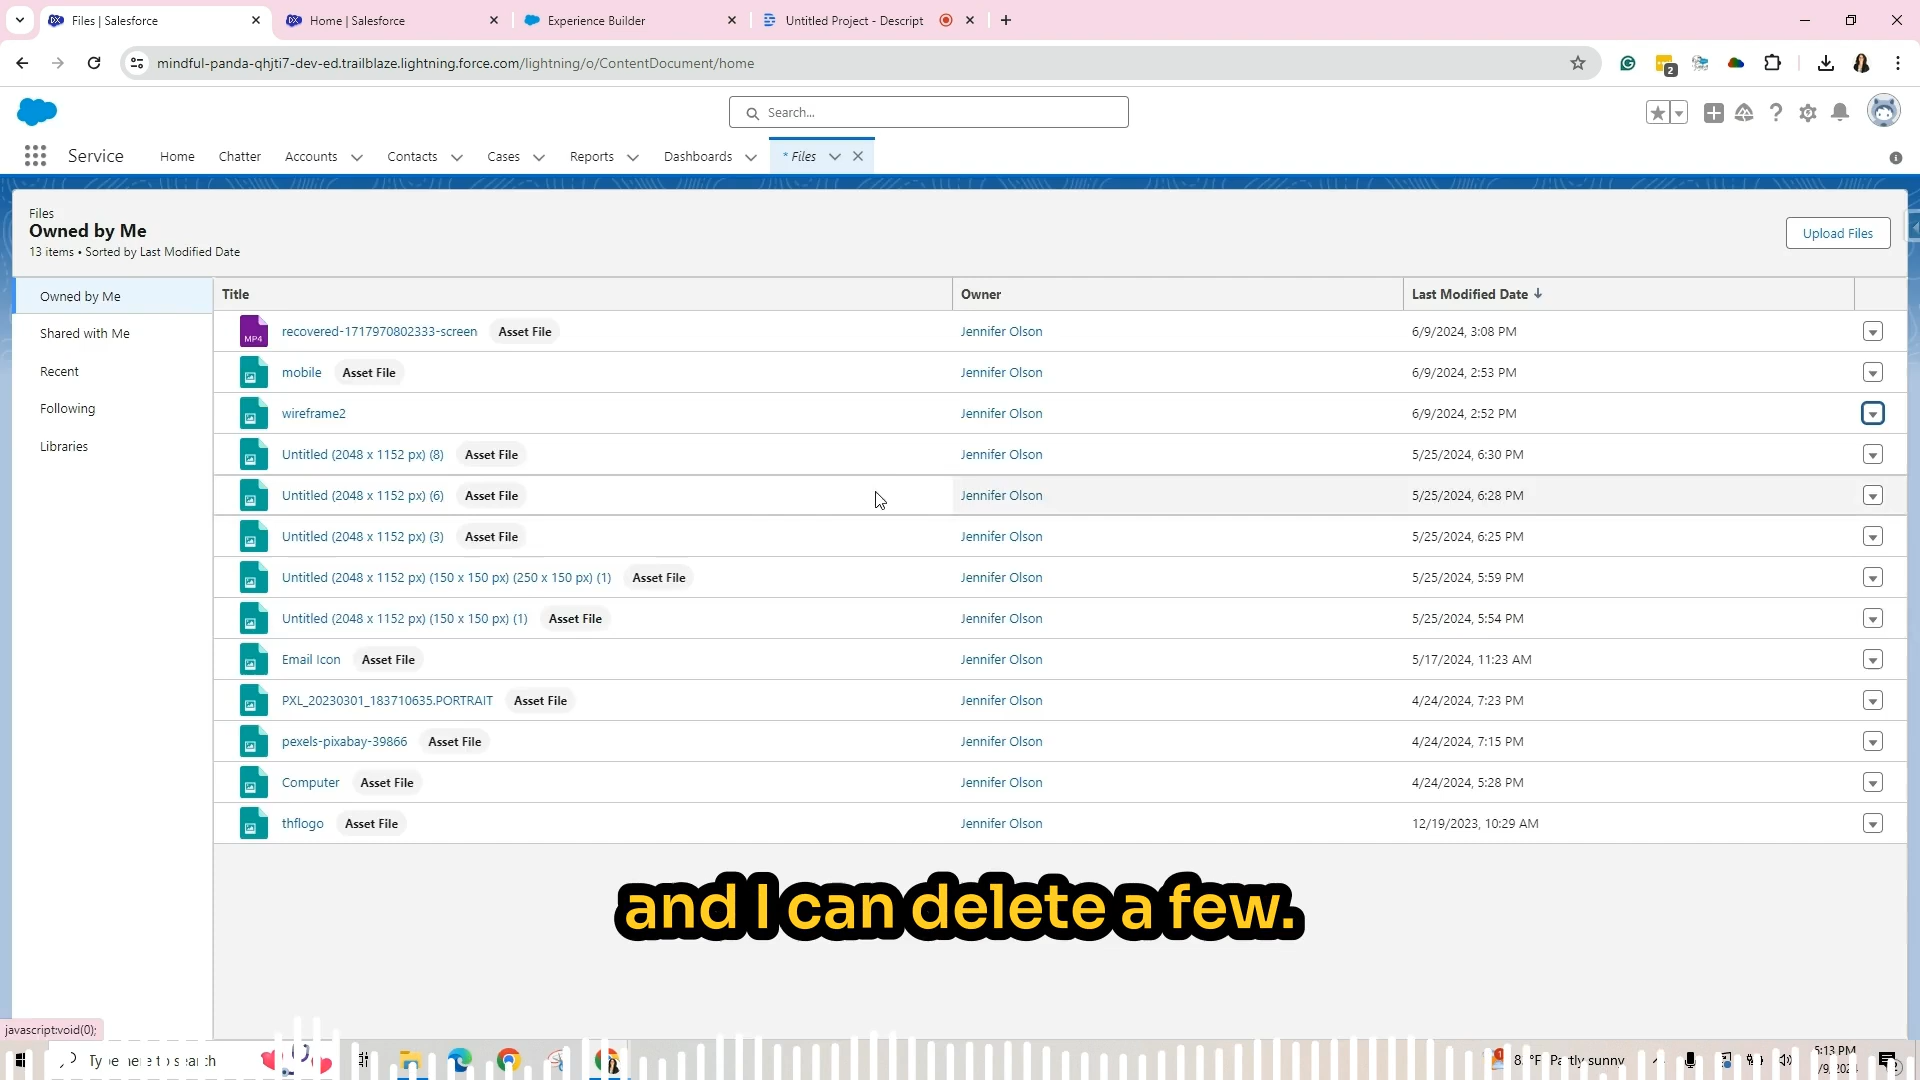 Files | Salesforce
Home | Salesforce
Experience Builder
Untitled Project - Descript
mindful-panda-qhjti7-dev-ed.trailblaze.lightning.force.com/lightning/o/ContentDocument/home
2
Search...
Service
Home
Chatter
Accounts
Contacts
Cases
Reports
Dashboards
* Files
Files
Owned by Me
13 items • Sorted by Last Modified Date
Upload Files
Owned by Me
Shared with Me
Recent
Following
Libraries
Title Owner Last Modified Date
MP4 recovered-1717970802333-screen Asset File Jennifer Olson 6/9/2024, 3:08 PM
mobile Asset File Jennifer Olson 6/9/2024, 2:53 PM
wireframe2 Jennifer Olson 6/9/2024, 2:52 PM
Untitled (2048 x 1152 px) (8) Asset File Jennifer Olson 5/25/2024, 6:30 PM
Untitled (2048 x 1152 px) (6) Asset File Jennifer Olson 5/25/2024, 6:28 PM
Untitled (2048 x 1152 px) (3) Asset File Jennifer Olson 5/25/2024, 6:25 PM
Untitled (2048 x 1152 px) (150 x 150 px) (250 x 150 px) (1) Asset File Jennifer Olson 5/25/2024, 5:59 PM
Untitled (2048 x 1152 px) (150 x 150 px) (1) Asset File Jennifer Olson 5/25/2024, 5:54 PM
Email Icon Asset File Jennifer Olson 5/17/2024, 11:23 AM
PXL_20230301_183710635.PORTRAIT Asset File Jennifer Olson 4/24/2024, 7:23 PM
pexels-pixabay-39866 Asset File Jennifer Olson 4/24/2024, 7:15 PM
Computer Asset File Jennifer Olson 4/24/2024, 5:28 PM
thflogo Asset File Jennifer Olson 12/19/2023, 10:29 AM
and I can delete a few.
javascript:void(0);
Type here to search
Partly sunny
5:13 PM